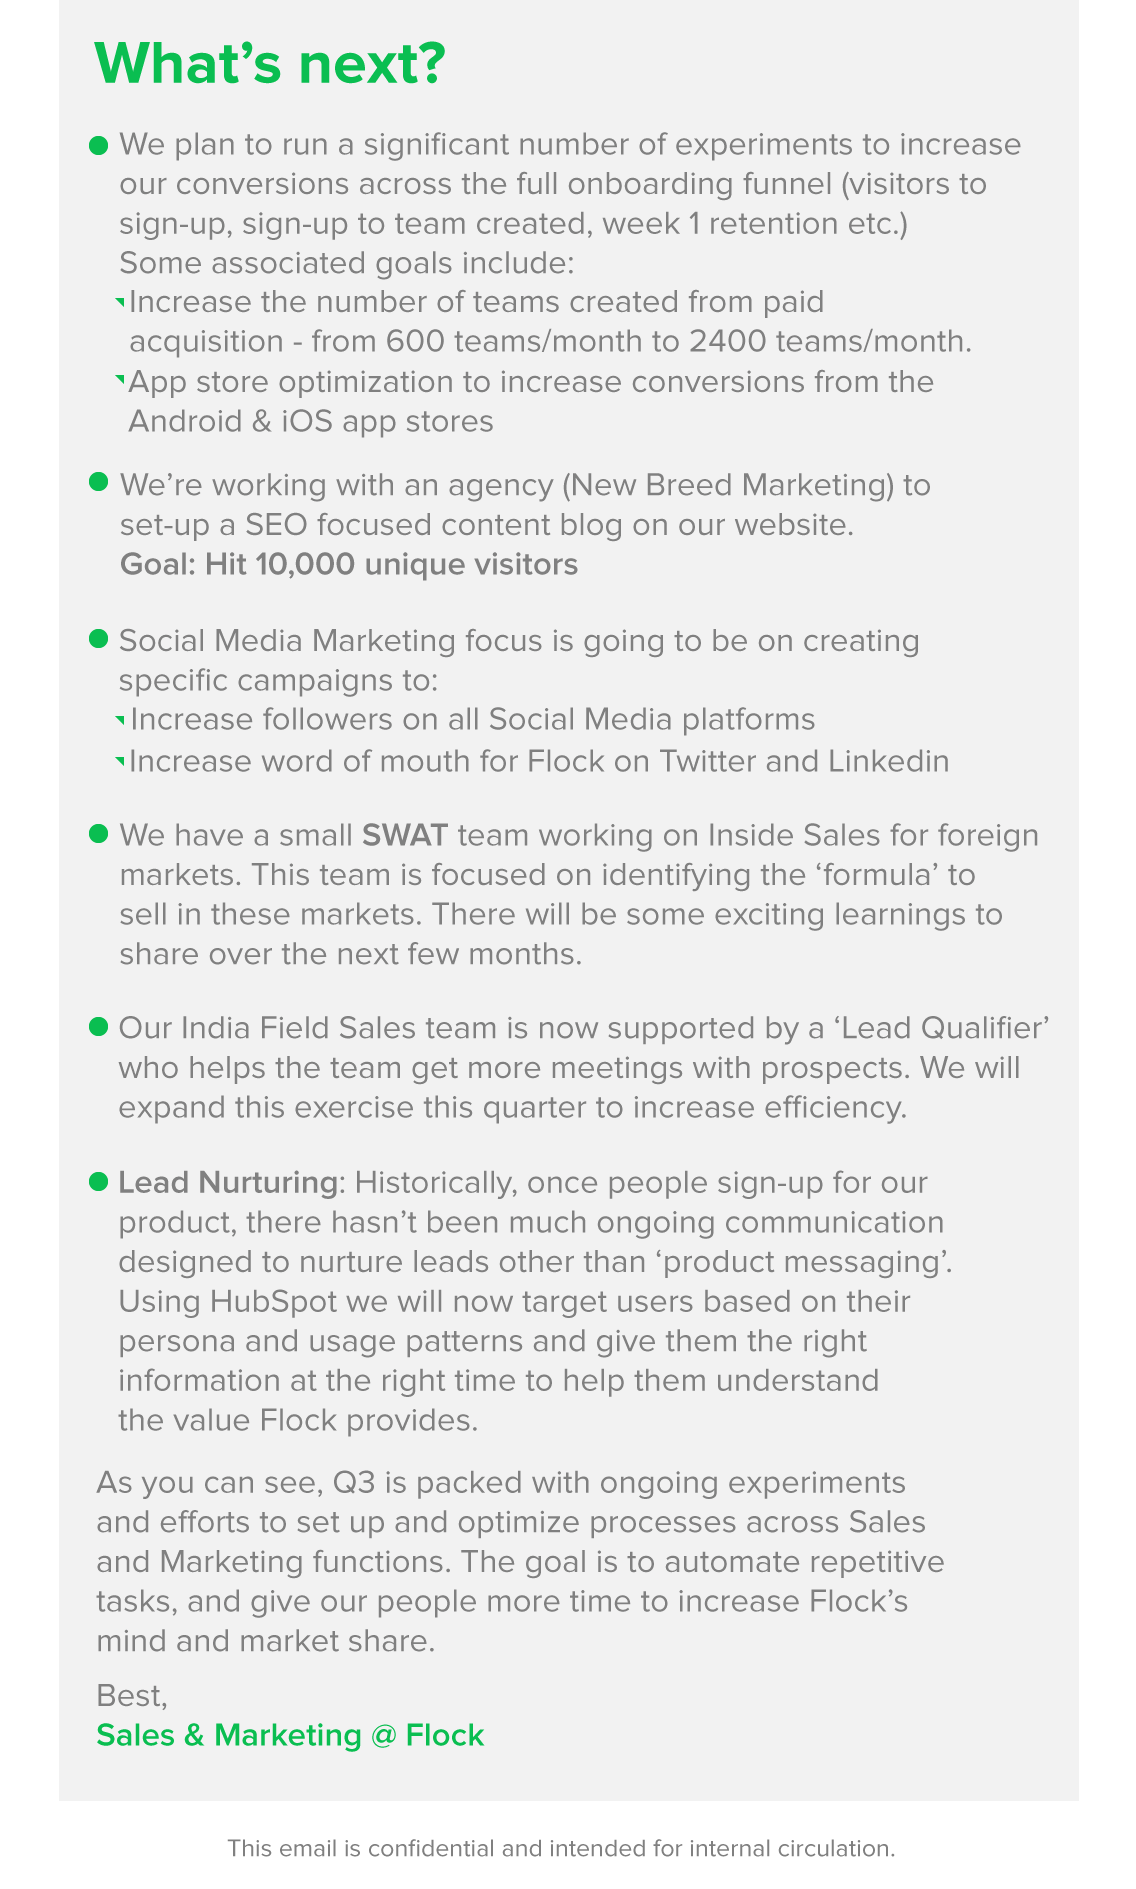 What’s next?
We plan to run a significant number of experiments to increase
our conversions across the full onboarding funnel (visitors to
sign-up, sign-up to team created, week 1 retention etc.)
Some associated goals include:
Increase the number of teams created from paid
acquisition - from 600 teams/month to 2400 teams/month.
App store optimization to increase conversions from the
Android & iOS app stores
We’re working with an agency (New Breed Marketing) to
set-up a SEO focused content blog on our website.
Goal: Hit 10,000 unique visitors
Social Media Marketing focus is going to be on creating
specific campaigns to:
Increase followers on all Social Media platforms
Increase word of mouth for Flock on Twitter and Linkedin
We have a small SWAT team working on Inside Sales for foreign
markets. This team is focused on identifying the ‘formula’ to
sell in these markets. There will be some exciting learnings to
share over the next few months.
Our India Field Sales team is now supported by a ‘Lead Qualifier’
who helps the team get more meetings with prospects. We will
expand this exercise this quarter to increase efficiency.
Lead Nurturing: Historically, once people sign-up for our
product, there hasn’t been much ongoing communication
designed to nurture leads other than ‘product messaging’.
Using HubSpot we will now target users based on their
persona and usage patterns and give them the right
information at the right time to help them understand
the value Flock provides.
As you can see, Q3 is packed with ongoing experiments
and efforts to set up and optimize processes across Sales
and Marketing functions. The goal is to automate repetitive
tasks, and give our people more time to increase Flock’s
mind and market share.
Best,
Sales & Marketing @ Flock
This email is confidential and intended for internal circulation.